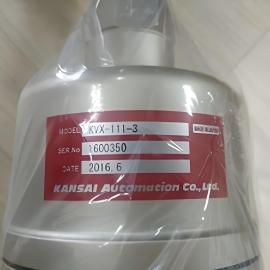 MODEL KVX-111-3
SER.No 1600350
DATE 2016.6
KANSAI Automation Co., Ltd.